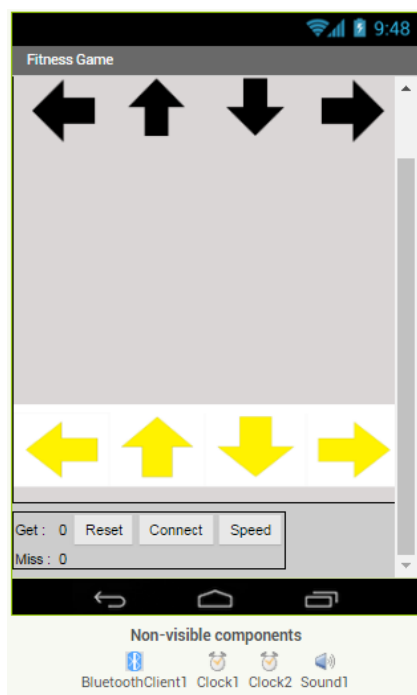 9:48
Fitness Game
Get : 0 Reset Connect Speed
Miss : 0
Non-visible components
BluetoothClient1 Clock1 Clock2 Sound1